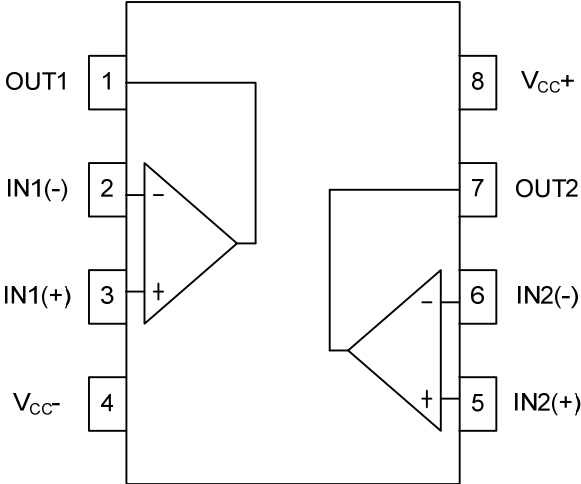 OUT1 1 8 VCC+
IN1(-) 2 - 7 OUT2
IN1(+) 3 + - 6 IN2(-)
VCC- 4 + 5 IN2(+)